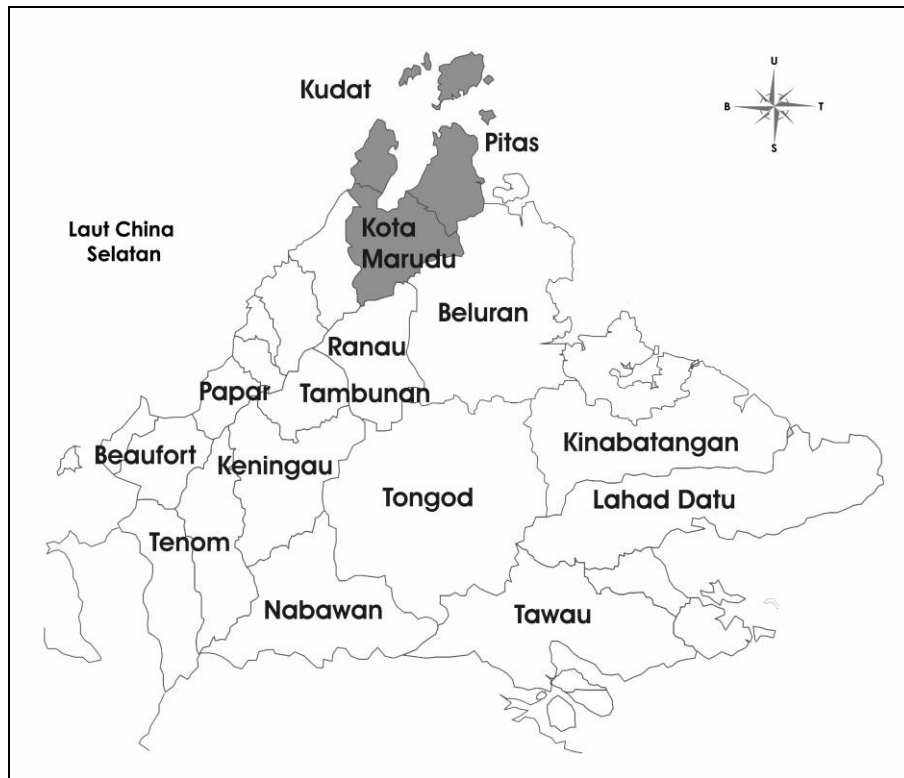 U
Kudat
B
T
Pitas
S
Laut China
Selatan
Kota
Marudu
Beluran
Ranau
Papar
Tambunan
Beaufort
Keningau
Kinabatangan
Tongod
Lahad Datu
Tenom
Nabawan
Tawau